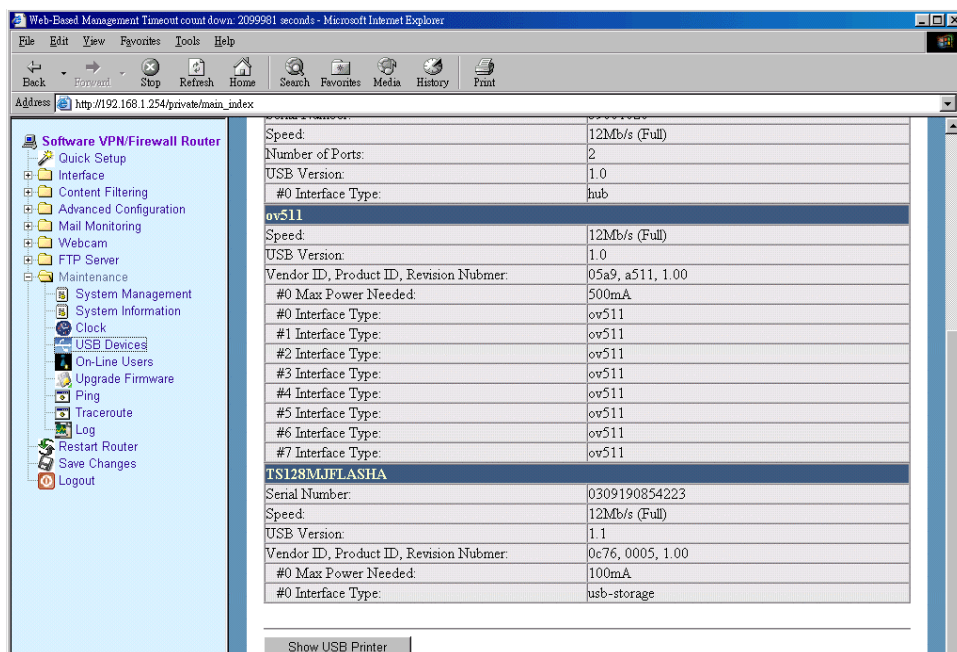 Web-Based Management Timeout count down: 2099981 seconds - Microsoft Internet Explorer
File Edit View Favorites Tools Help
Back Forward Stop Refresh Home Search Favorites Media History Print
Address http://192.168.1.254/private/main_index
Software VPN/Firewall Router
Quick Setup
Interface
Content Filtering
Advanced Configuration
Mail Monitoring
Webcam
FTP Server
Maintenance
System Management
System Information
Clock
USB Devices
On-Line Users
Upgrade Firmware
Ping
Traceroute
Log
Restart Router
Save Changes
Logout
Speed: 12Mb/s (Full)
Number of Ports: 2
USB Version: 1.0
#0 Interface Type: hub
ov511
Speed: 12Mb/s (Full)
USB Version: 1.0
Vendor ID, Product ID, Revision Nubmer: 05a9, a511, 1.00
#0 Max Power Needed: 500mA
#0 Interface Type: ov511
#1 Interface Type: ov511
#2 Interface Type: ov511
#3 Interface Type: ov511
#4 Interface Type: ov511
#5 Interface Type: ov511
#6 Interface Type: ov511
#7 Interface Type: ov511
TS128MJFLASHA
Serial Number: 0309190854223
Speed: 12Mb/s (Full)
USB Version: 1.1
Vendor ID, Product ID, Revision Nubmer: 0c76, 0005, 1.00
#0 Max Power Needed: 100mA
#0 Interface Type: usb-storage
Show USB Printer